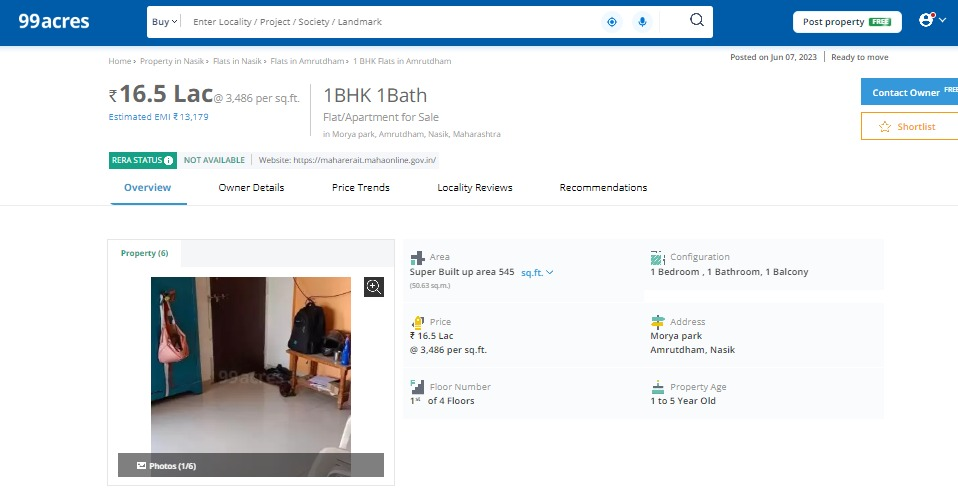 99acres
Buy
Enter Locality / Project / Society / Landmark
Post property FREE
Home › Property in Nasik › Flats in Nasik › Flats in Amrutdham › 1 BHK Flats in Amrutdham
Posted on Jun 07, 2023 | Ready to move
₹16.5 Lac@ 3,486 per sq.ft.
Estimated EMI ₹13,179
1BHK 1Bath
Flat/Apartment for Sale
in Morya park, Amrutdham, Nasik, Maharashtra
Contact Owner FREE
Shortlist
RERA STATUS NOT AVAILABLE | Website: https://maharerait.mahaonline.gov.in/
Overview Owner Details Price Trends Locality Reviews Recommendations
Property (6)
99acres
Photos (1/6)
Area
Super Built up area 545 sq.ft.
(50.63 sq.m.)
Configuration
1 Bedroom , 1 Bathroom, 1 Balcony
Price
₹ 16.5 Lac
@ 3,486 per sq.ft.
Address
Morya park
Amrutdham, Nasik
Floor Number
1st of 4 Floors
Property Age
1 to 5 Year Old